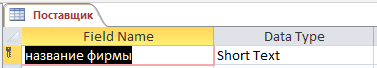 Поставщик
Field Name Data Type
название фирмы Short Text